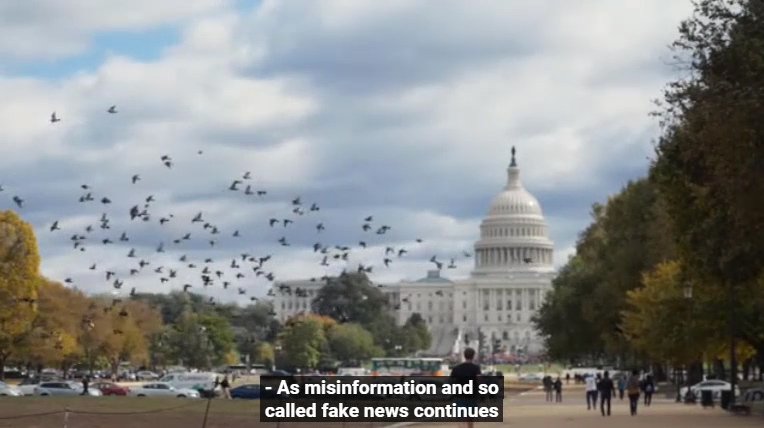 - As misinformation and so
called fake news continues